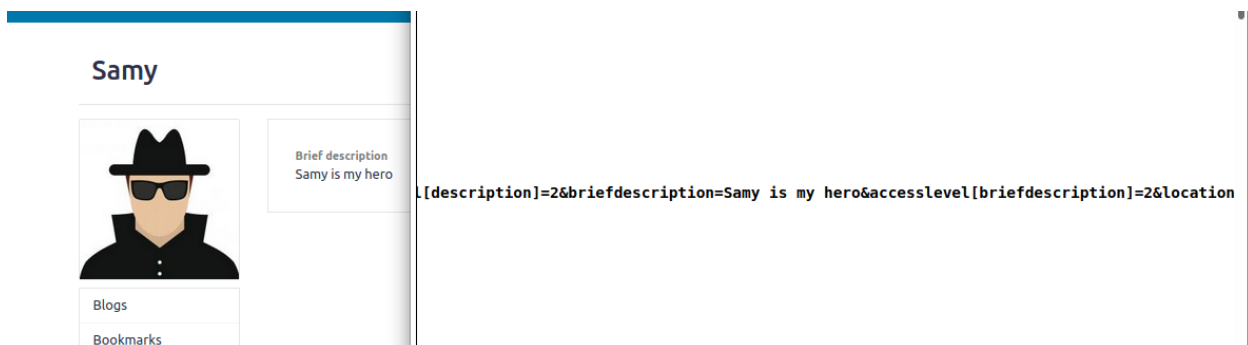 Samy
Brief description
Samy is my hero
Blogs
Bookmarks
l[description]=2&briefdescription=Samy is my hero&accesslevel[briefdescription]=2&location